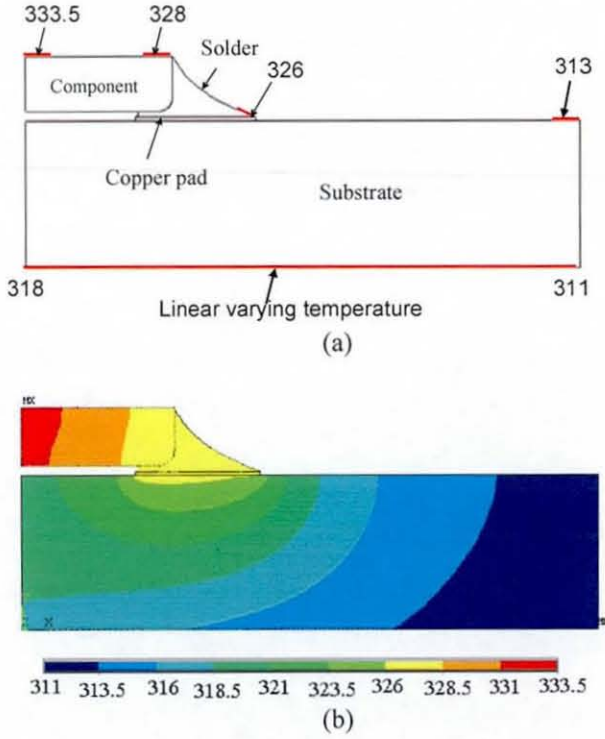 333.5
328
Solder
326
Component
313
Copper pad
Substrate
318
311
Linear varying temperature
(a)
MX
311 313.5 316 318.5 321 323.5 326 328.5 331 333.5
(b)